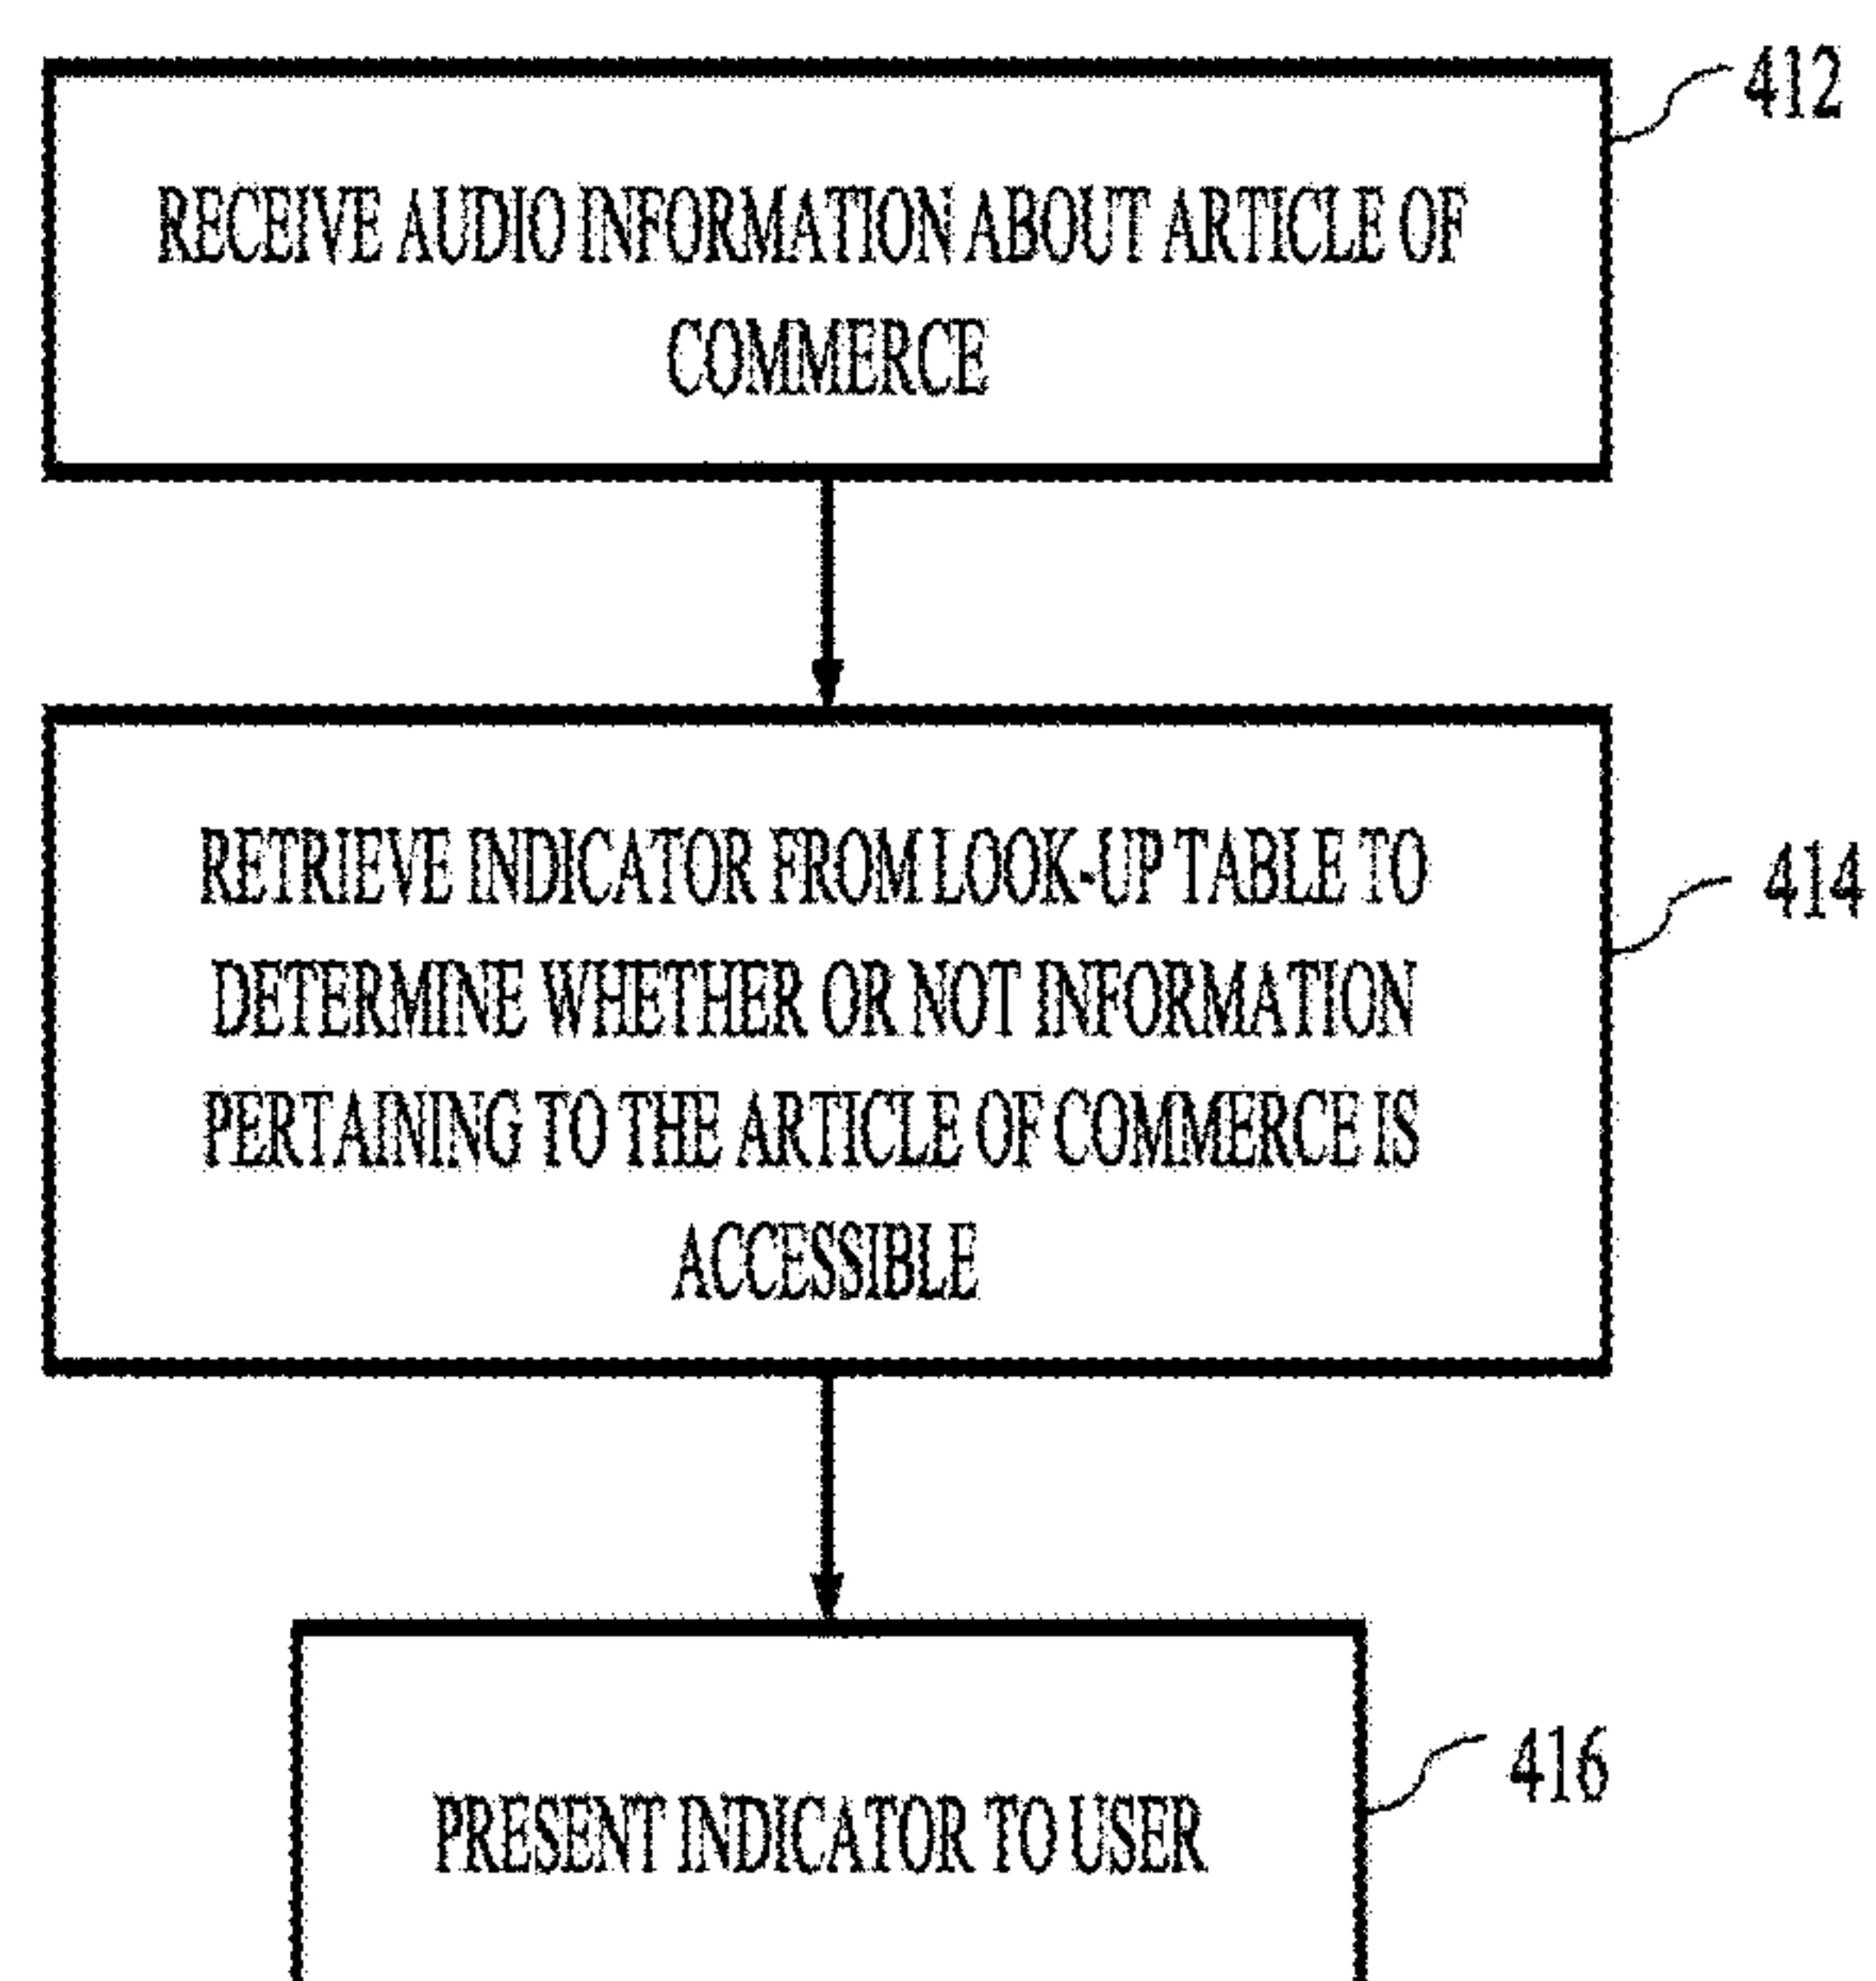 412
RECEIVE AUDIO INFORMATION ABOUT ARTICLE OF
COMMERCE
RETRIEVE INDICATOR FROM LOOK-UP TABLE TO
DETERMINE WHETHER OR NOT INFORMATION
PERTAINING TO THE ARTICLE OF COMMERCE IS
ACCESSIBLE
414
PRESENT INDICATOR TO USER
416